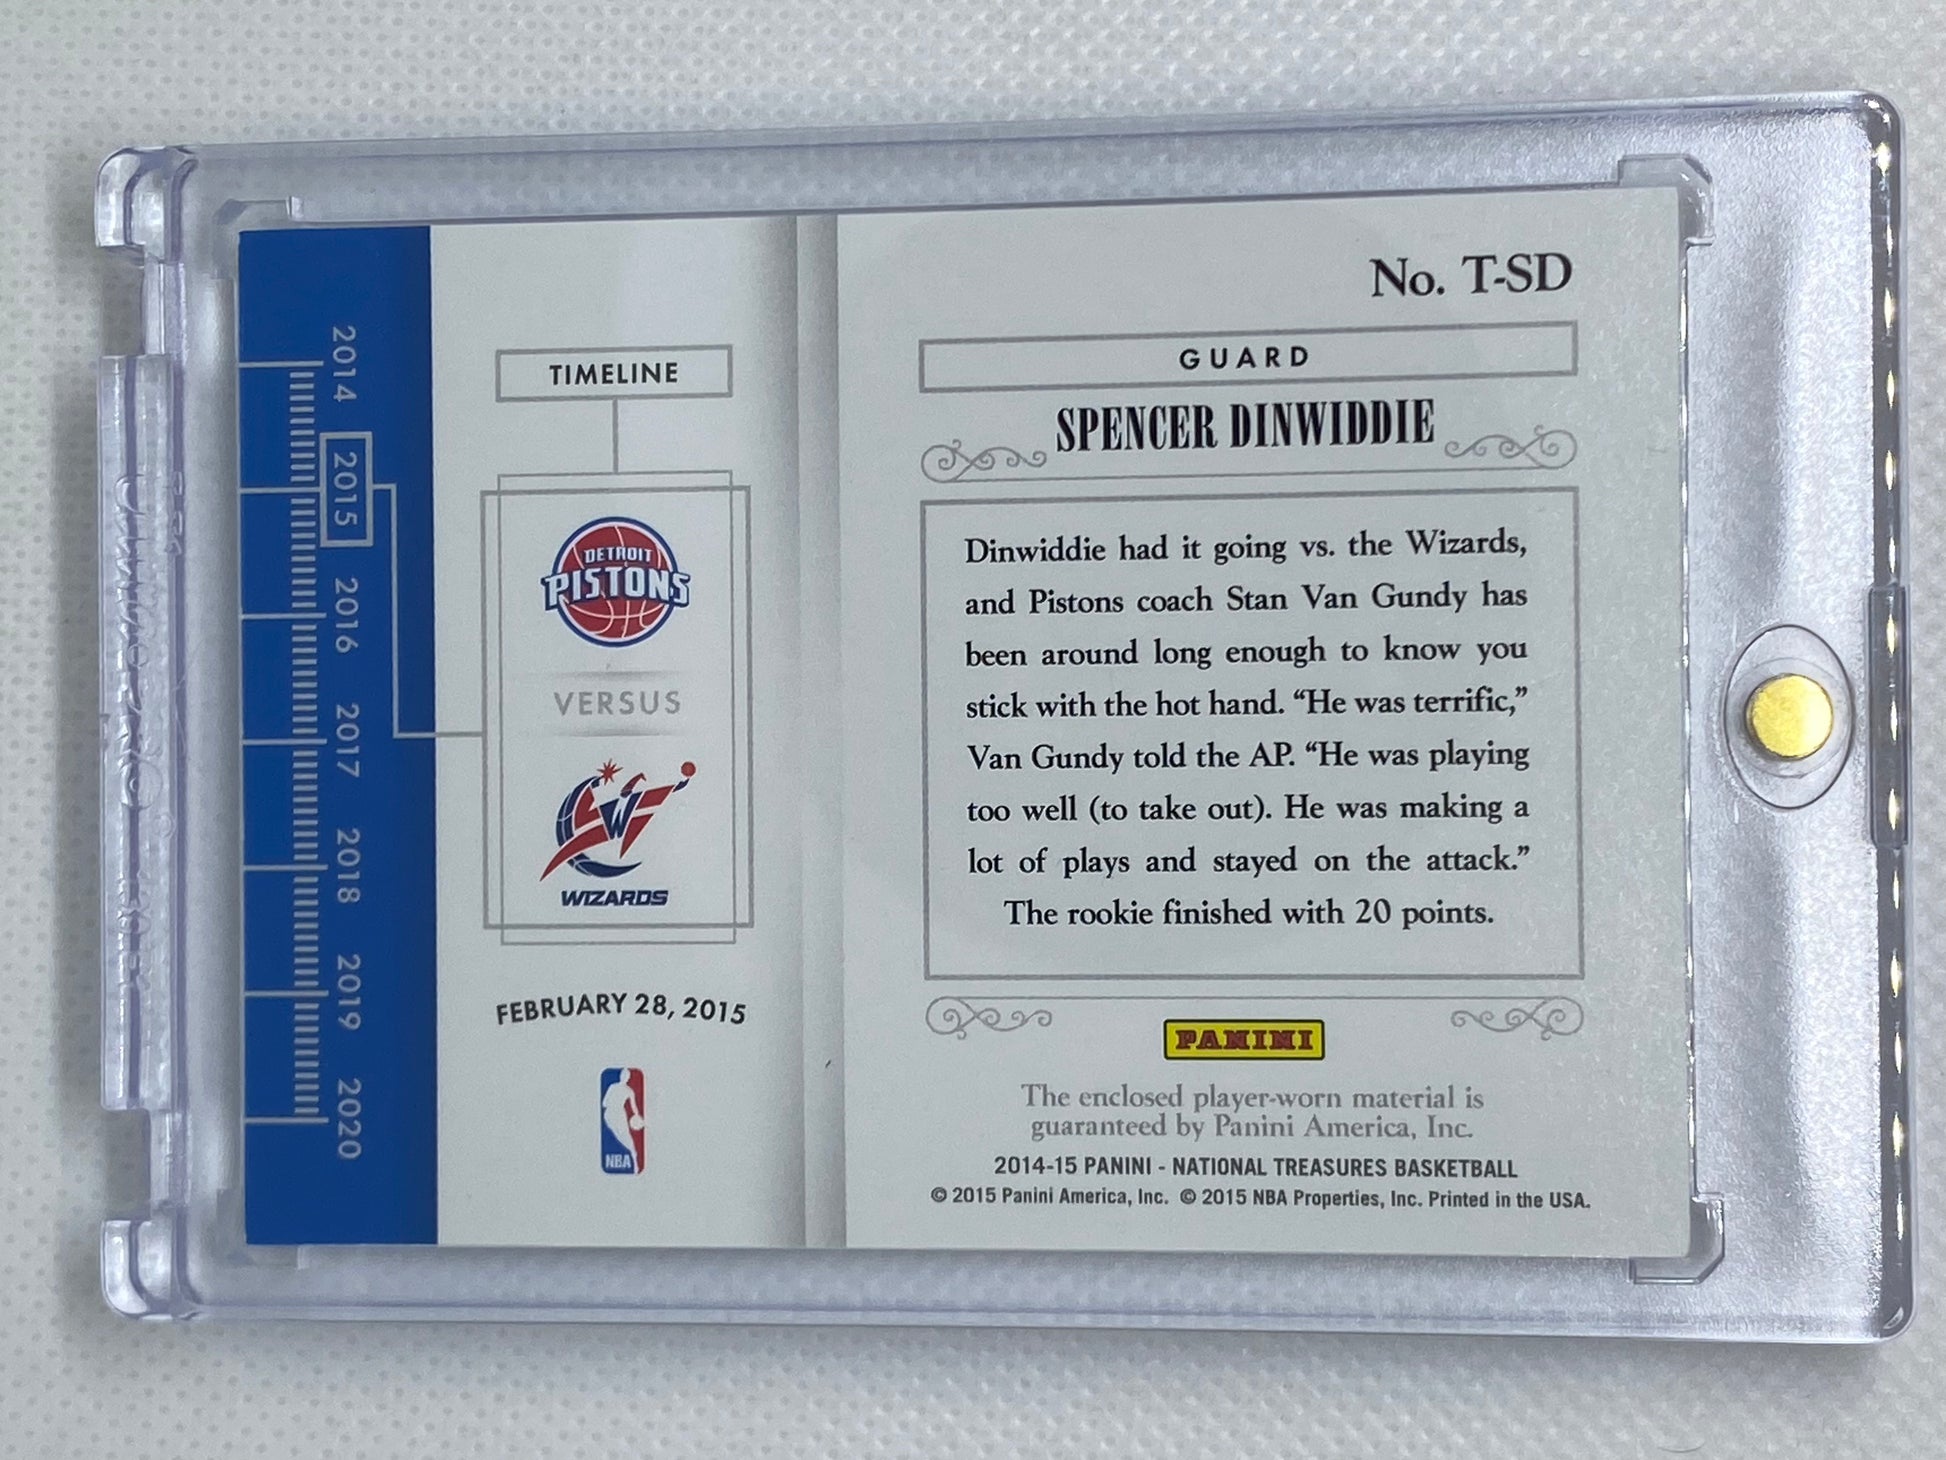 2014
2015
2016
2017
2018
2019
2020
TIMELINE
DETROIT
PISTONS
VERSUS
W
WIZARDS
FEBRUARY 28, 2015
NBA
No. T-SD
GUARD
SPENCER DINWIDDIE
Dinwiddie had it going vs. the Wizards,
and Pistons coach Stan Van Gundy has
been around long enough to know you
stick with the hot hand. “He was terrific,”
Van Gundy told the AP. “He was playing
too well (to take out). He was making a
lot of plays and stayed on the attack.”
The rookie finished with 20 points.
PANINI
The enclosed player-worn material is
guaranteed by Panini America, Inc.
2014-15 PANINI - NATIONAL TREASURES BASKETBALL
© 2015 Panini America, Inc. © 2015 NBA Properties, Inc. Printed in the USA.